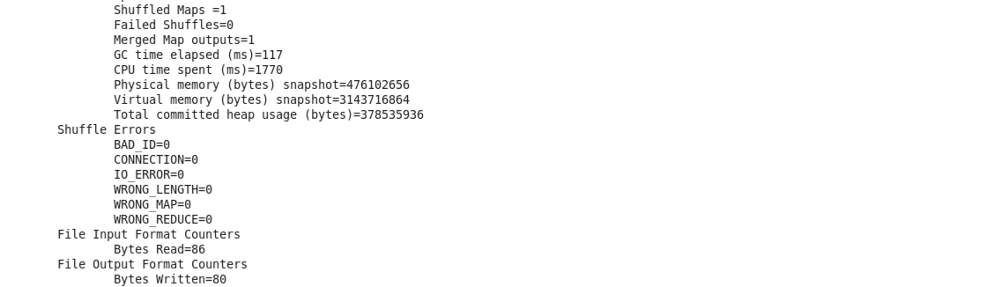 Shuffled Maps =1
Failed Shuffles=0
Merged Map outputs=1
GC time elapsed (ms)=117
CPU time spent (ms)=1770
Physical memory (bytes) snapshot=476102656
Virtual memory (bytes) snapshot=3143716864
Total committed heap usage (bytes)=378535936
Shuffle Errors
BAD_ID=0
CONNECTION=0
IO_ERROR=0
WRONG_LENGTH=0
WRONG_MAP=0
WRONG_REDUCE=0
File Input Format Counters
Bytes Read=86
File Output Format Counters
Bytes Written=80